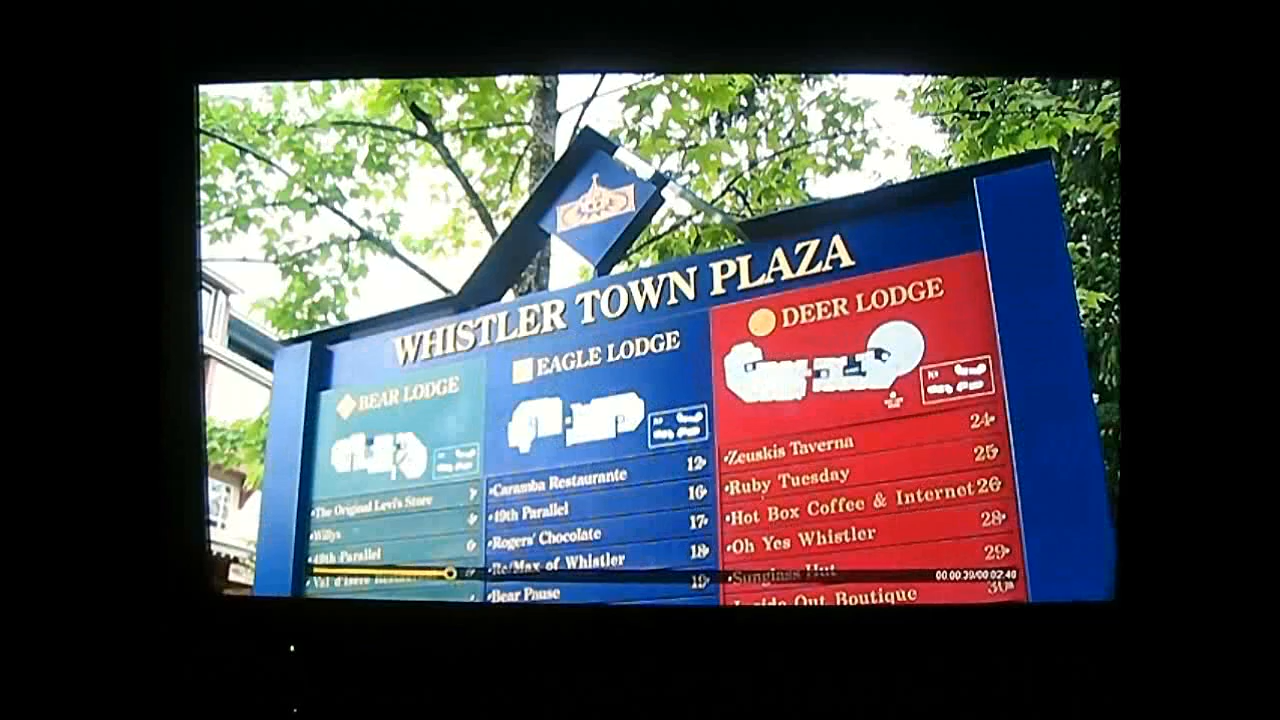 WHISTLER TOWN PLAZA
BEAR LODGE
The Original Levi's Store
Willys
49th Parallel
Val d'isere
EAGLE LODGE
Caramba Restaurante 12
49th Parallel 16
Rogers' Chocolate 17
Re/Max of Whistler 18
Bear Pause 19
DEER LODGE
Zeuskis Taverna 24
Ruby Tuesday 25
Hot Box Coffee & Internet 26
Oh Yes Whistler 28
Sunglass Hut 29
Inside Out Boutique 30
00:00:39/00:02:40